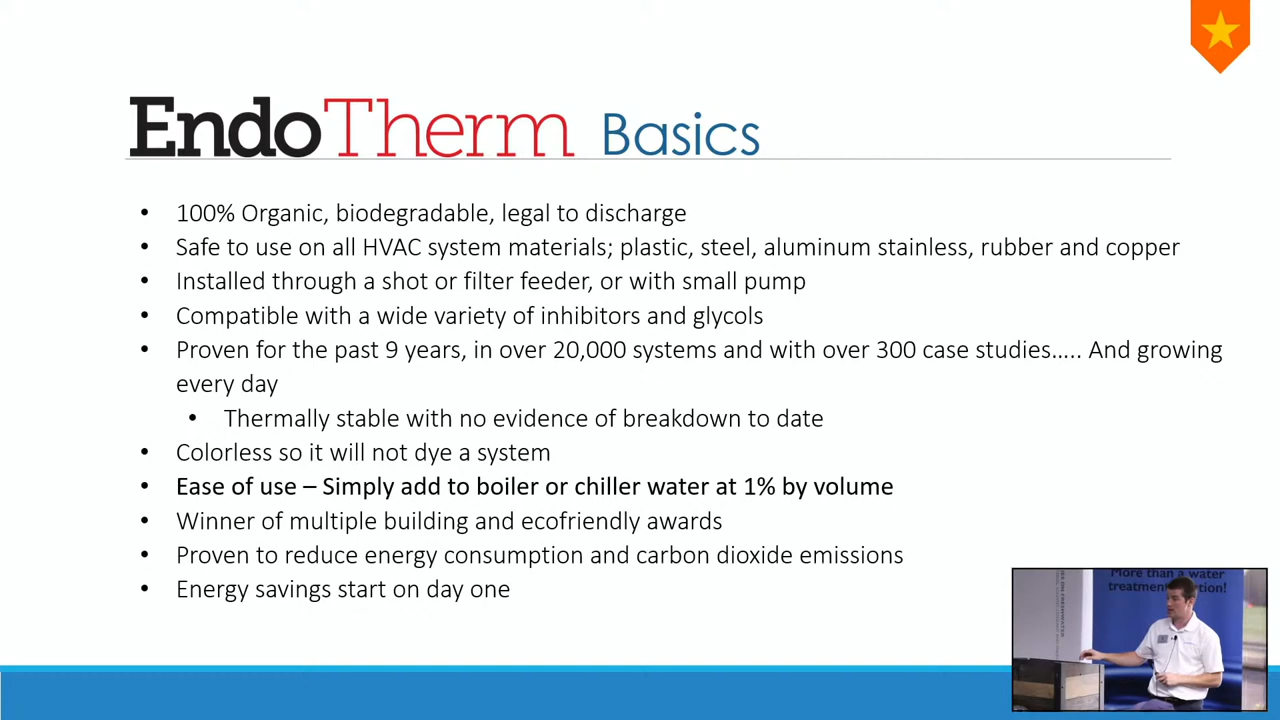 EndoTherm Basics
• 100% Organic, biodegradable, legal to discharge
• Safe to use on all HVAC system materials; plastic, steel, aluminum stainless, rubber and copper
• Installed through a shot or filter feeder, or with small pump
• Compatible with a wide variety of inhibitors and glycols
• Proven for the past 9 years, in over 20,000 systems and with over 300 case studies….. And growing
every day
• Thermally stable with no evidence of breakdown to date
• Colorless so it will not dye a system
• Ease of use – Simply add to boiler or chiller water at 1% by volume
• Winner of multiple building and ecofriendly awards
• Proven to reduce energy consumption and carbon dioxide emissions
• Energy savings start on day one
More than a water
treatment